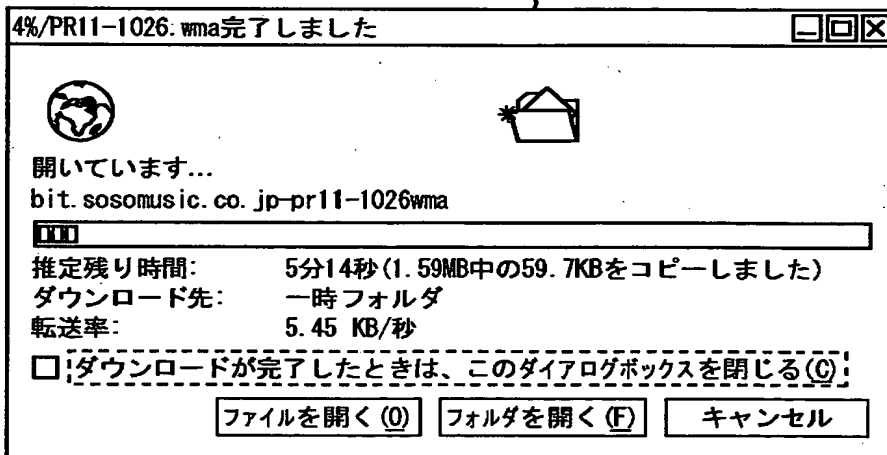 4%/PR11-1026.wma完了しました
開いています...
bit.sosomusic.co.jp-pr11-1026wma
推定残り時間: 5分14秒(1.59MB中の59.7KBをコピーしました)
ダウンロード先: 一時フォルダ
転送率: 5.45 KB/秒
ダウンロードが完了したときは、このダイアログボックスを閉じる(C)
ファイルを開く(O) フォルダを開く(F) キャンセル